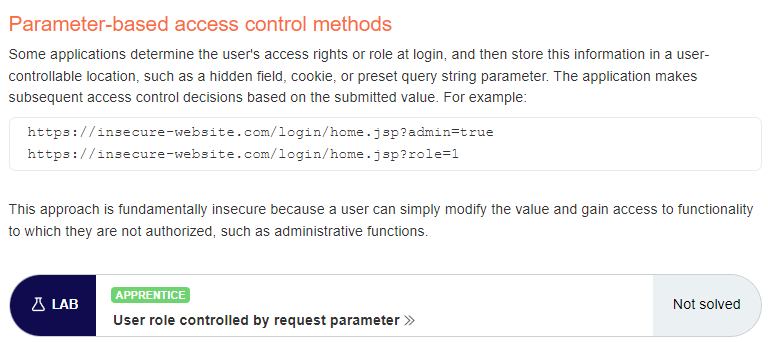 Parameter-based access control methods
Some applications determine the user's access rights or role at login, and then store this information in a user-
controllable location, such as a hidden field, cookie, or preset query string parameter. The application makes
subsequent access control decisions based on the submitted value. For example:
https://insecure-website.com/login/home.jsp?admin=true
https://insecure-website.com/login/home.jsp?role=1
This approach is fundamentally insecure because a user can simply modify the value and gain access to functionality
to which they are not authorized, such as administrative functions.
LAB
APPRENTICE
User role controlled by request parameter
Not solved